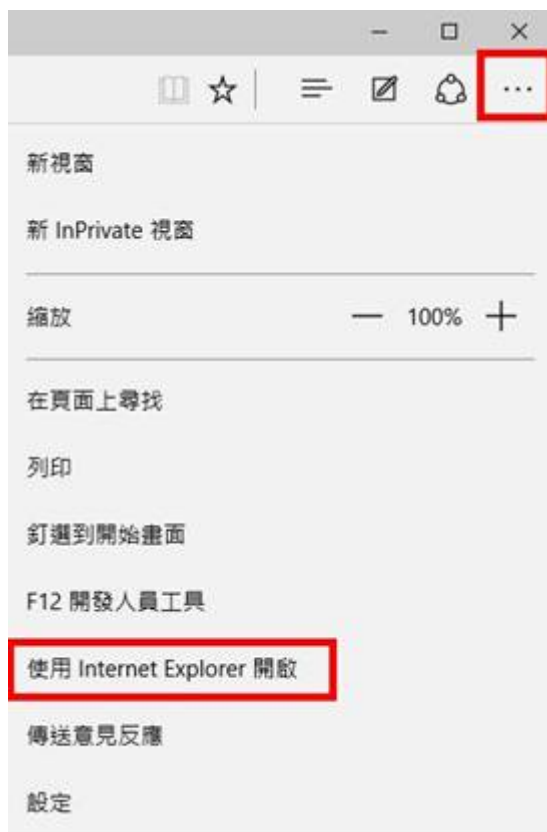 新視窗
新 InPrivate 視窗
縮放 — 100% +
在頁面上尋找
列印
釘選到開始畫面
F12 開發人員工具
使用 Internet Explorer 開啟
傳送意見反應
設定